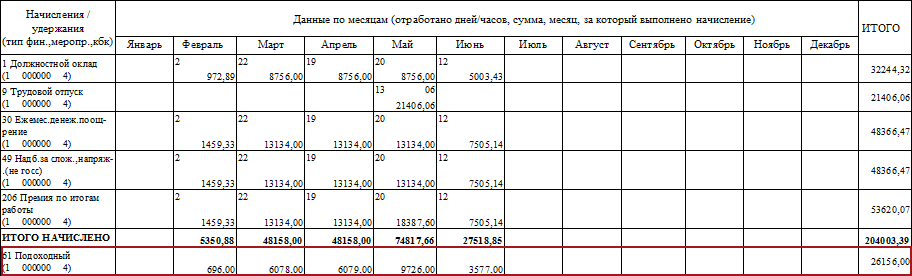 Начисления / удержания (тип фин.,меропр.,кбк) Данные по месяцам (отработано дней/часов, сумма, месяц, за который выполнено начисление) ИТОГО
Январь Февраль Март Апрель Май Июнь Июль Август Сентябрь Октябрь Ноябрь Декабрь
1 Должностной оклад 2 22 19 20 12
(1 000000 4) 972,89 8756,00 8756,00 8756,00 5003,43 32244,32
9 Трудовой отпуск 13 06
(1 000000 4) 21406,06 21406,06
30 Ежемес.денеж.поощ- 2 22 19 20 12
рение
(1 000000 4) 1459,33 13134,00 13134,00 13134,00 7505,14 48366,47
49 Надб.за слож.,напряж- 2 22 19 20 12
.(не госс)
(1 000000 4) 1459,33 13134,00 13134,00 13134,00 7505,14 48366,47
206 Премия по итогам 2 22 19 20 12
работы
(1 000000 4) 1459,33 13134,00 13134,00 18387,60 7505,14 53620,07
ИТОГО НАЧИСЛЕНО 5350,88 48158,00 48158,00 74817,66 27518,85 204003,39
61 Подоходный
(1 000000 4) 696,00 6078,00 6079,00 9726,00 3577,00 26156,00